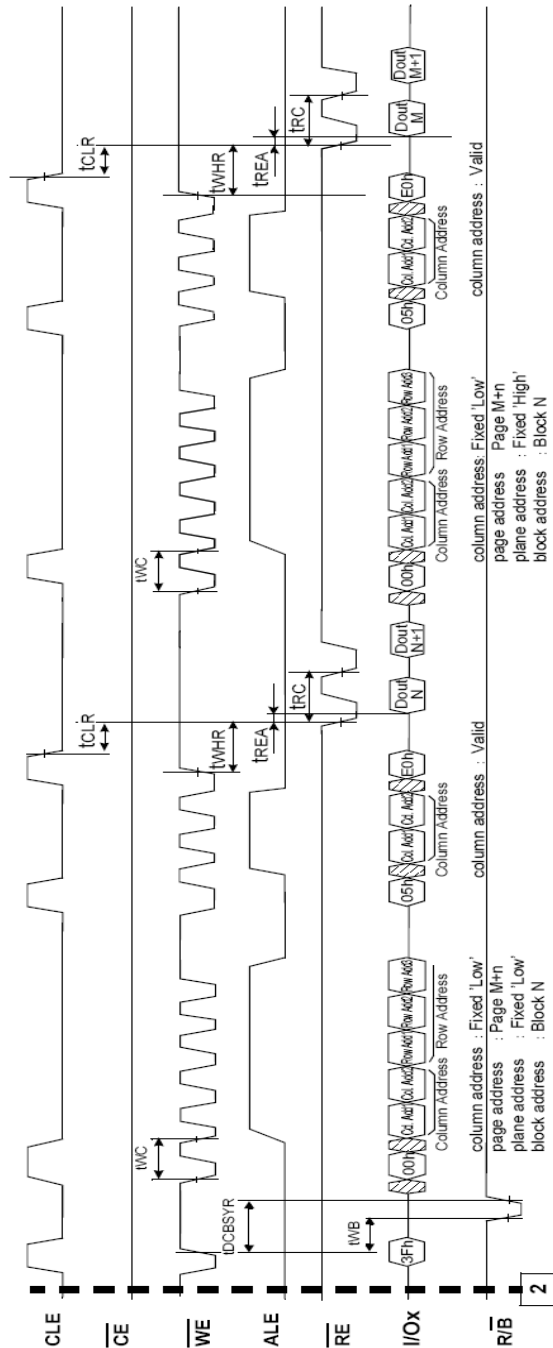 CLE
CE
WE
ALE
RE
I/Ox
R/B
2
tCLR
tCLR
tWC
tWC
tWHR
tWHR
tDCBSYR
tWB
tREA
tREA
tRC
tRC
3Fh
00h
Col. Add1
Col. Add2
Row Add1
Row Add2
Row Add3
05h
Col. Add1
Col. Add2
E0h
Dout N
Dout N+1
00h
Col. Add1
Col. Add2
Row Add1
Row Add2
Row Add3
05h
Col. Add1
Col. Add2
E0h
Dout M
Dout M+1
Column Address
Row Address
Column Address
Column Address
Row Address
Column Address
column address : Fixed 'Low'
page address : Page M+n
plane address : Fixed 'Low'
block address : Block N
column address : Valid
column address: Fixed 'Low'
page address : Page M+n
plane address : Fixed 'High'
block address : Block N
column address : Valid